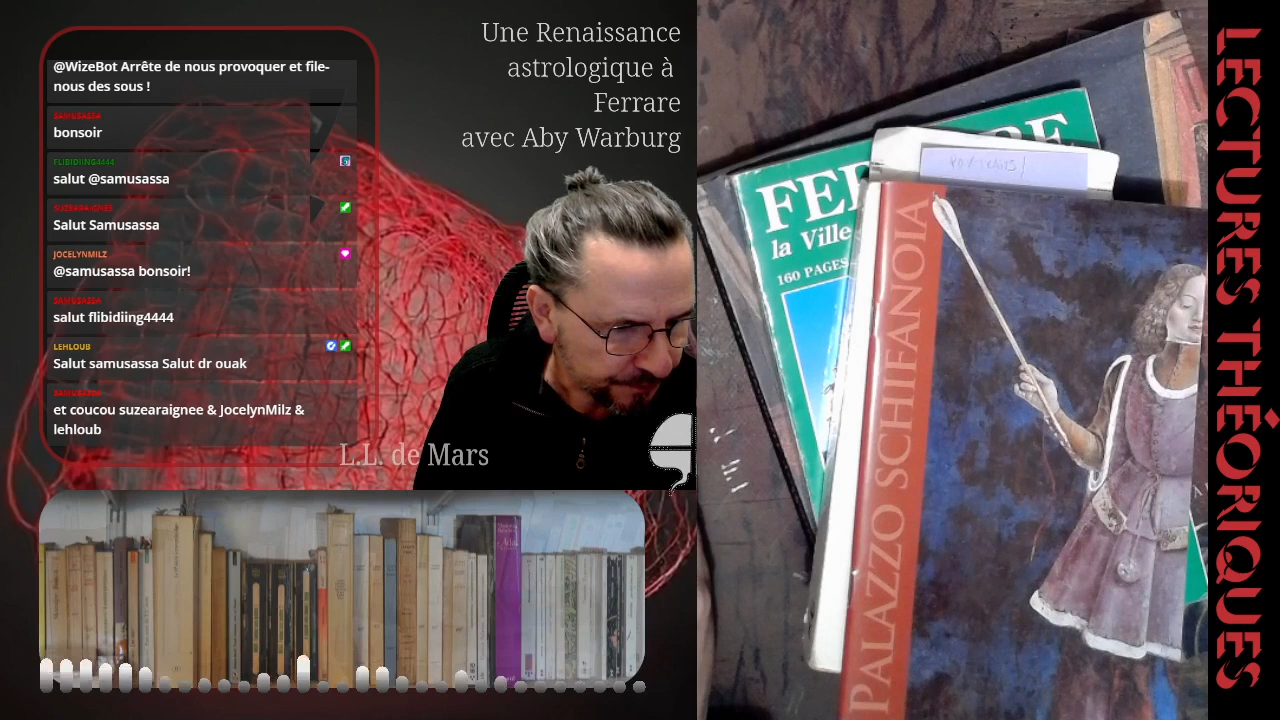 @WizeBot Arrête de nous provoquer et file-
nous des sous !
SAMUSASSA
bonsoir
FLIBIDIING4444
salut @samusassa
SUZEARAIGNEE
Salut Samusassa
JOCELYNMILZ
@samusassa bonsoir!
SAMUSASSA
salut flibidiing4444
LEHLOUB
Salut samusassa Salut dr ouak
SAMUSASSA
et coucou suzearaignee & JocelynMilz &
lehloub
Une Renaissance
astrologique à
Ferrare
avec Aby Warburg
L.L. de Mars
FER
RE
la Ville
160 PAGES
PALAZZO SCHIFANOIA
LECTURES THÉORIQUES